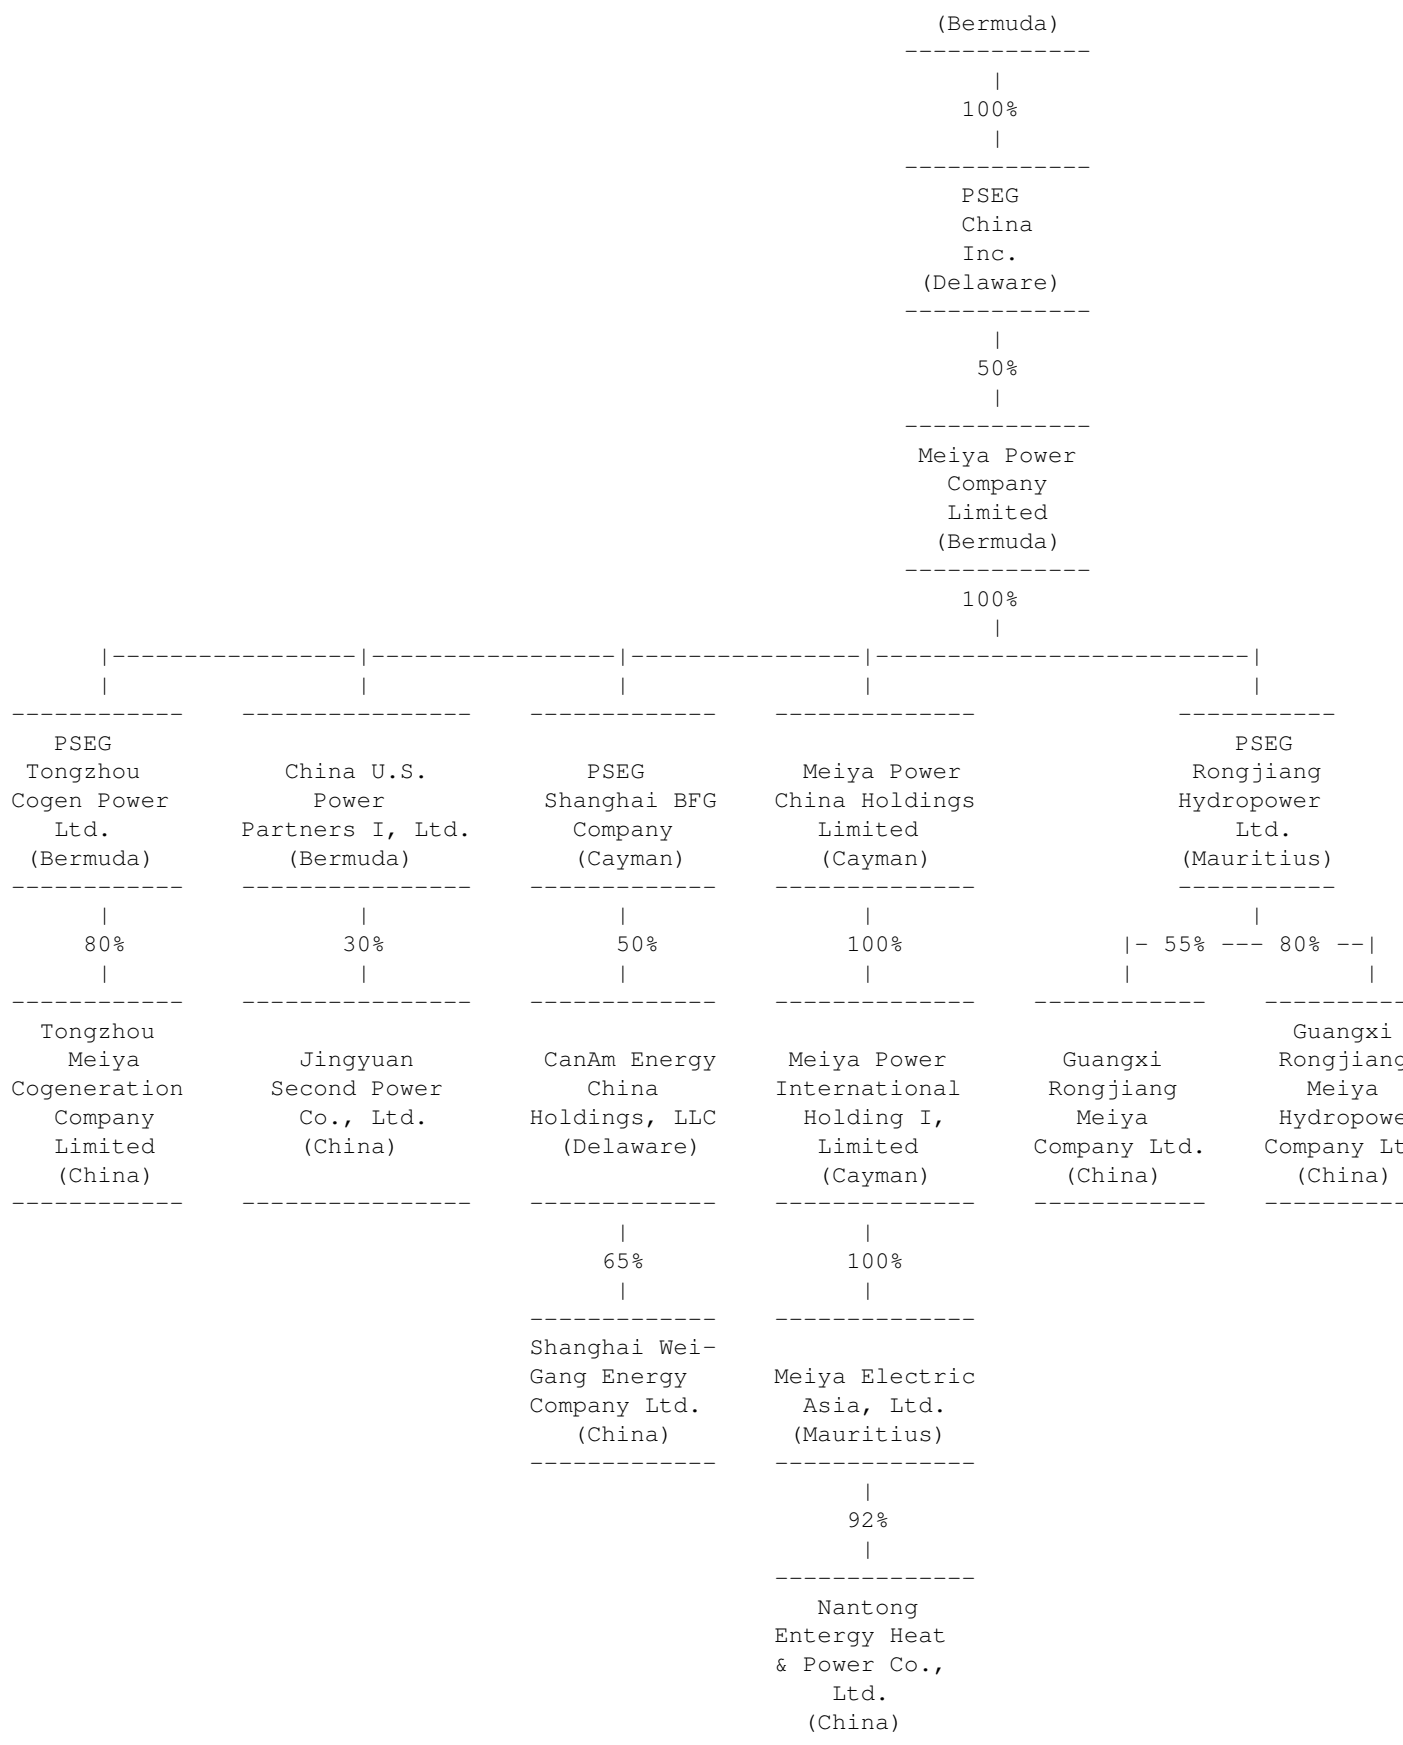 (Bermuda)
-------------
|
100%
|
-------------
PSEG
China
Inc.
(Delaware)
-------------
|
50%
|
-------------
Meiya Power
Company
Limited
(Bermuda)
-------------
100%
|
|-----------------|-----------------|----------------|--------------------------|
| | | | |
------------ ---------------- ------------- -------------- -----------
PSEG PSEG
Tongzhou China U.S. PSEG Meiya Power Rongjiang
Cogen Power Power Shanghai BFG China Holdings Hydropower
Ltd. Partners I, Ltd. Company Limited Ltd.
(Bermuda) (Bermuda) (Cayman) (Cayman) (Mauritius)
------------ ---------------- ------------- -------------- -----------
| | | | |
80% 30% 50% 100% |- 55% --- 80% --|
| | | | | |
------------ ---------------- ------------- -------------- ------------ ----------
Tongzhou Guangxi
Meiya Jingyuan CanAm Energy Meiya Power Guangxi Rongjiang
Cogeneration Second Power China International Rongjiang Meiya
Company Co., Ltd. Holdings, LLC Holding I, Meiya Hydropowe
Limited (China) (Delaware) Limited Company Ltd. Company Lt
(China) (Cayman) (China) (China)
------------ ---------------- ------------- -------------- ------------ ----------
| |
65% 100%
| |
------------- --------------
Shanghai Wei-
Gang Energy Meiya Electric
Company Ltd. Asia, Ltd.
(China) (Mauritius)
------------- --------------
|
92%
|
--------------
Nantong
Entergy Heat
& Power Co.,
Ltd.
(China)